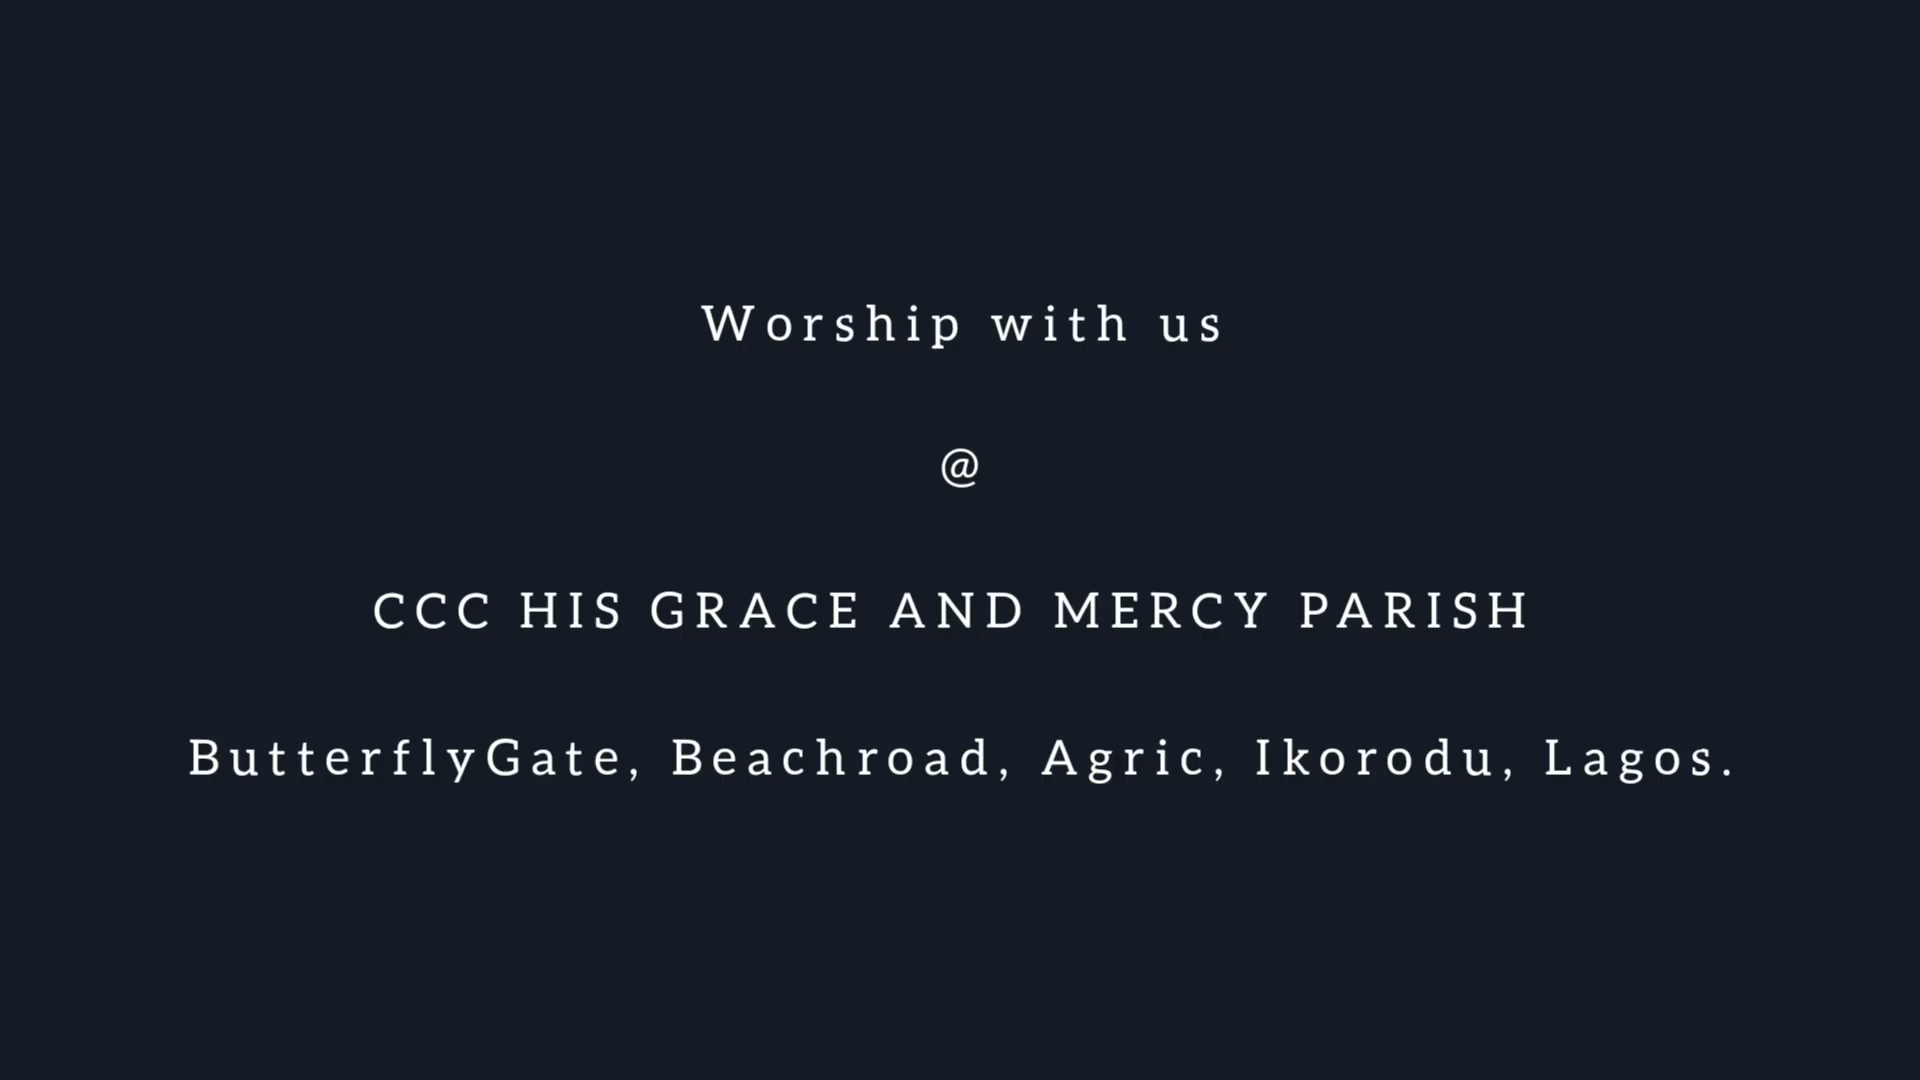 Worship with us
@
CCC HIS GRACE AND MERCY PARISH
ButterflyGate, Beachroad, Agric, Ikorodu, Lagos.